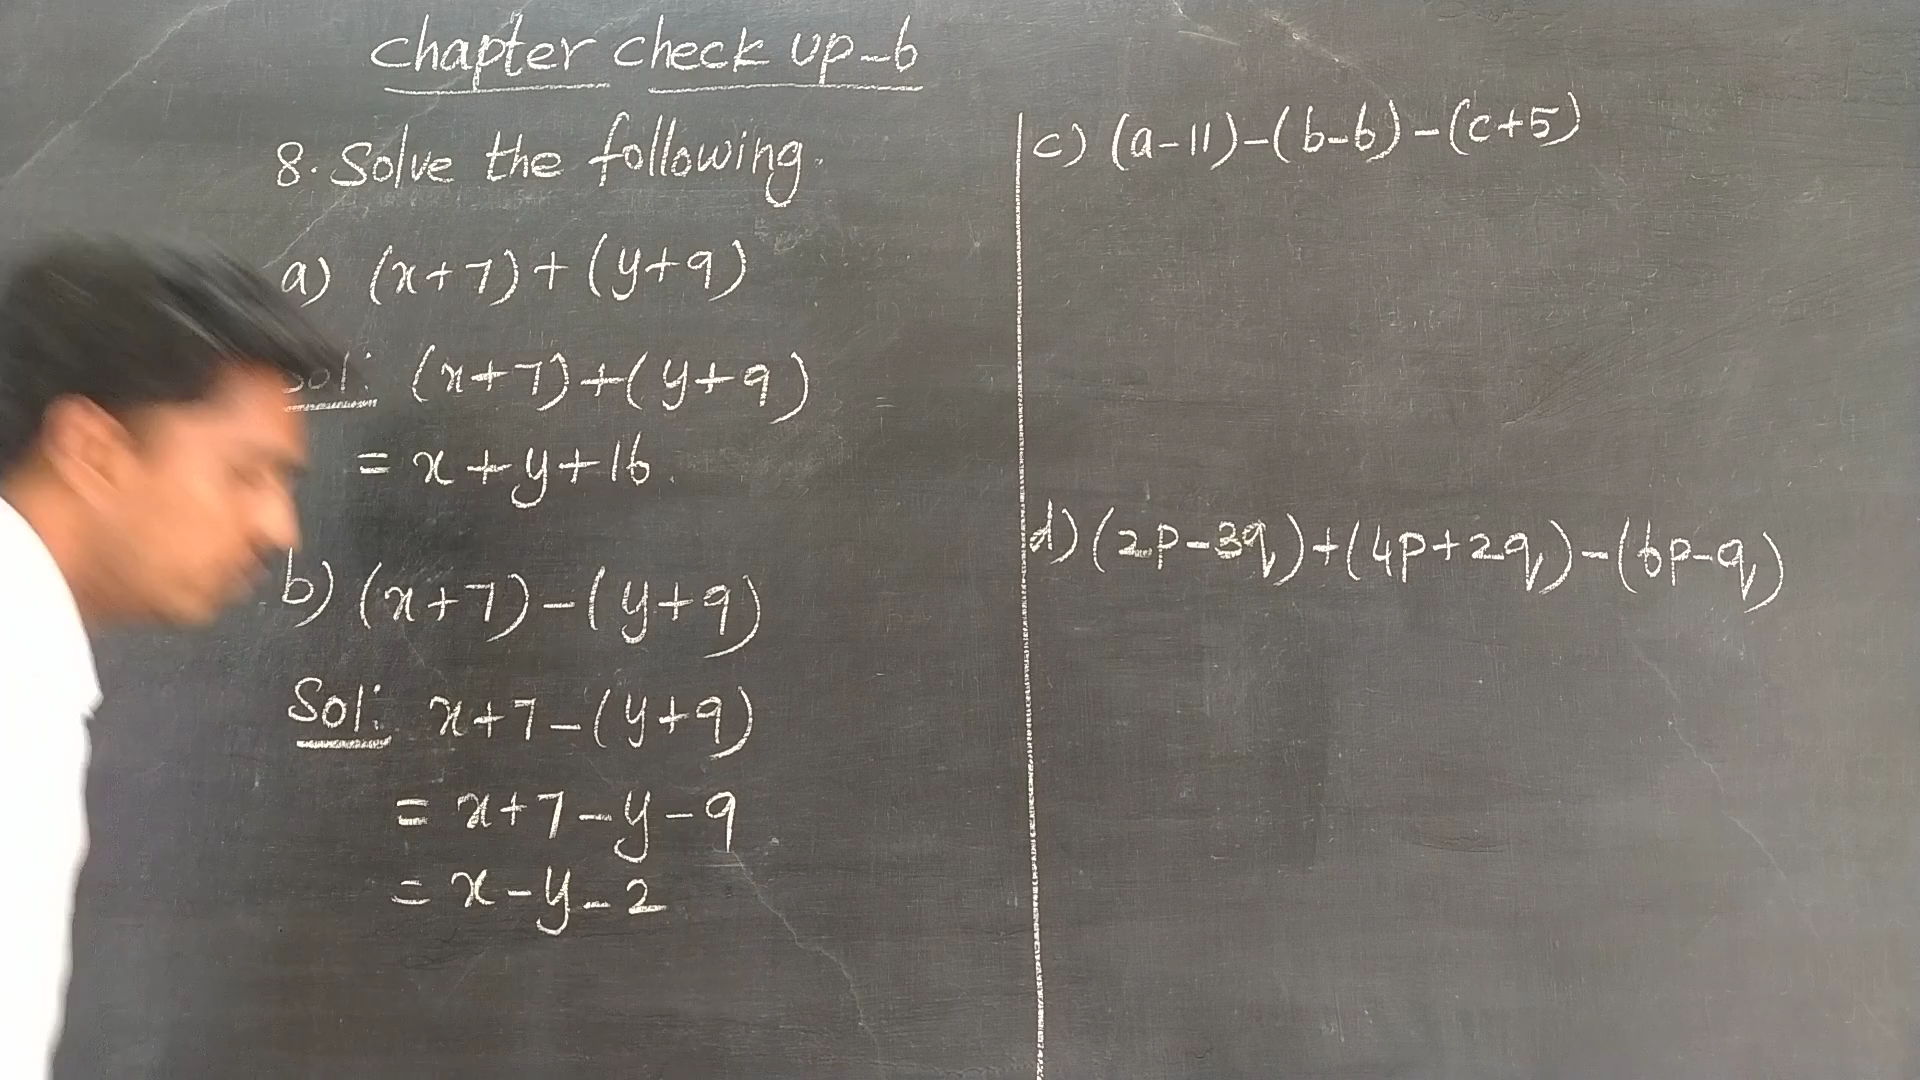 chapter check up-6
8. Solve the following.
a) (x+7)+(y+9)
Sol: (x+7)+(y+9)
= x+y+16
b) (x+7)-(y+9)
Sol: x+7-(y+9)
= x+7-y-9
= x-y-2
c) (a-11)-(b-6)-(c+5)
d) (2p-3q)+(4p+2q)-(6p-q)